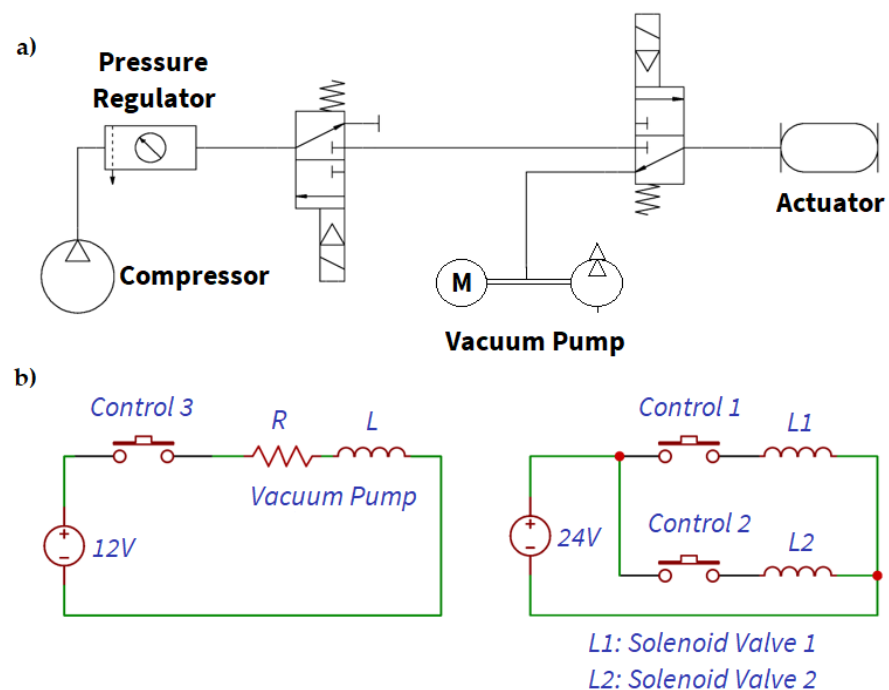 a)
Pressure
Regulator
Compressor
M
Vacuum Pump
Actuator
b)
Control 3
R
L
Vacuum Pump
12V
Control 1
L1
Control 2
L2
24V
L1: Solenoid Valve 1
L2: Solenoid Valve 2